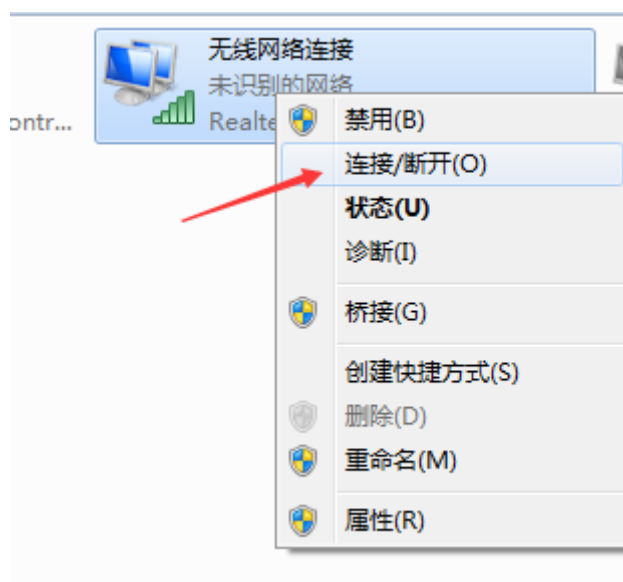 无线网络连接
未识别的网络
ontr...
Realte
禁用(B)
连接/断开(O)
状态(U)
诊断(I)
桥接(G)
创建快捷方式(S)
删除(D)
重命名(M)
属性(R)